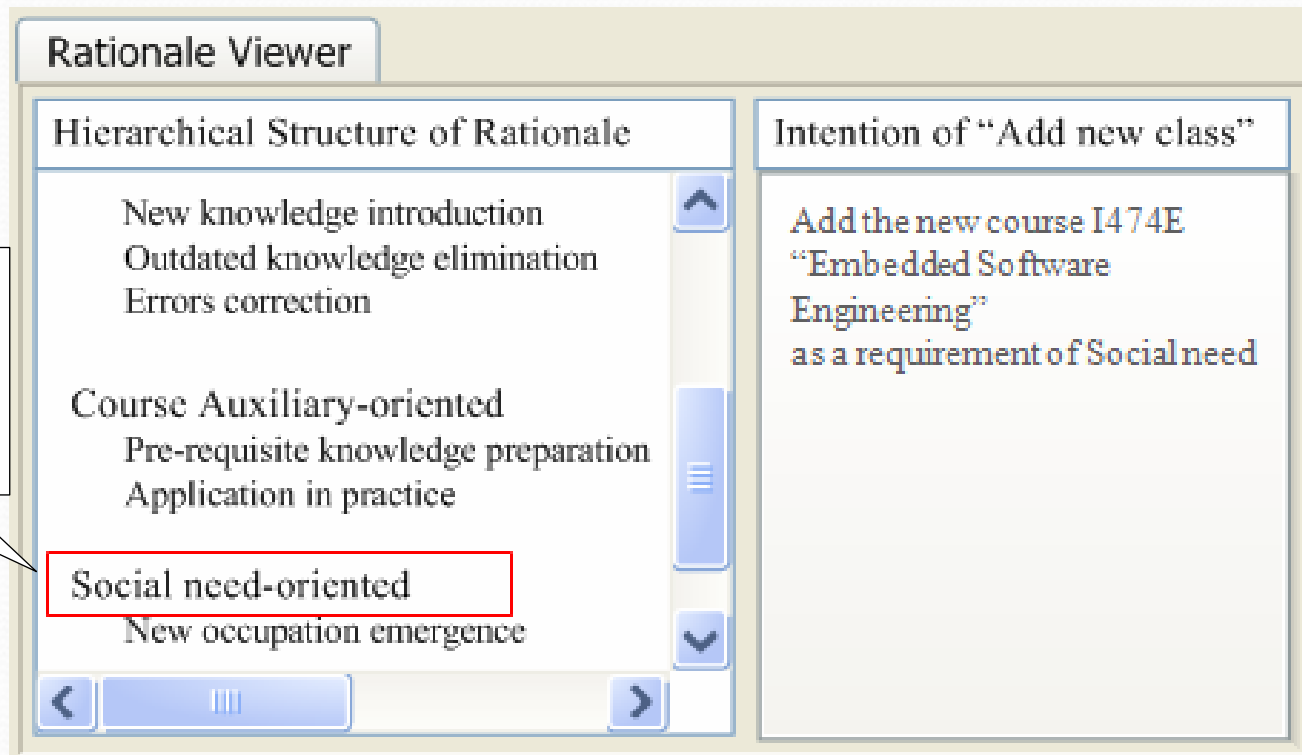 Rationale Viewer
Hierarchical Structure of Rationale
New knowledge introduction
Outdated knowledge elimination
Errors correction
Course Auxiliary-oriented
Pre-requisite knowledge preparation
Application in practice
Social need-oriented
New occupation emergence
Intention of “Add new class”
Add the new course I474E
“Embedded Software
Engineering”
as a requirement of Social need